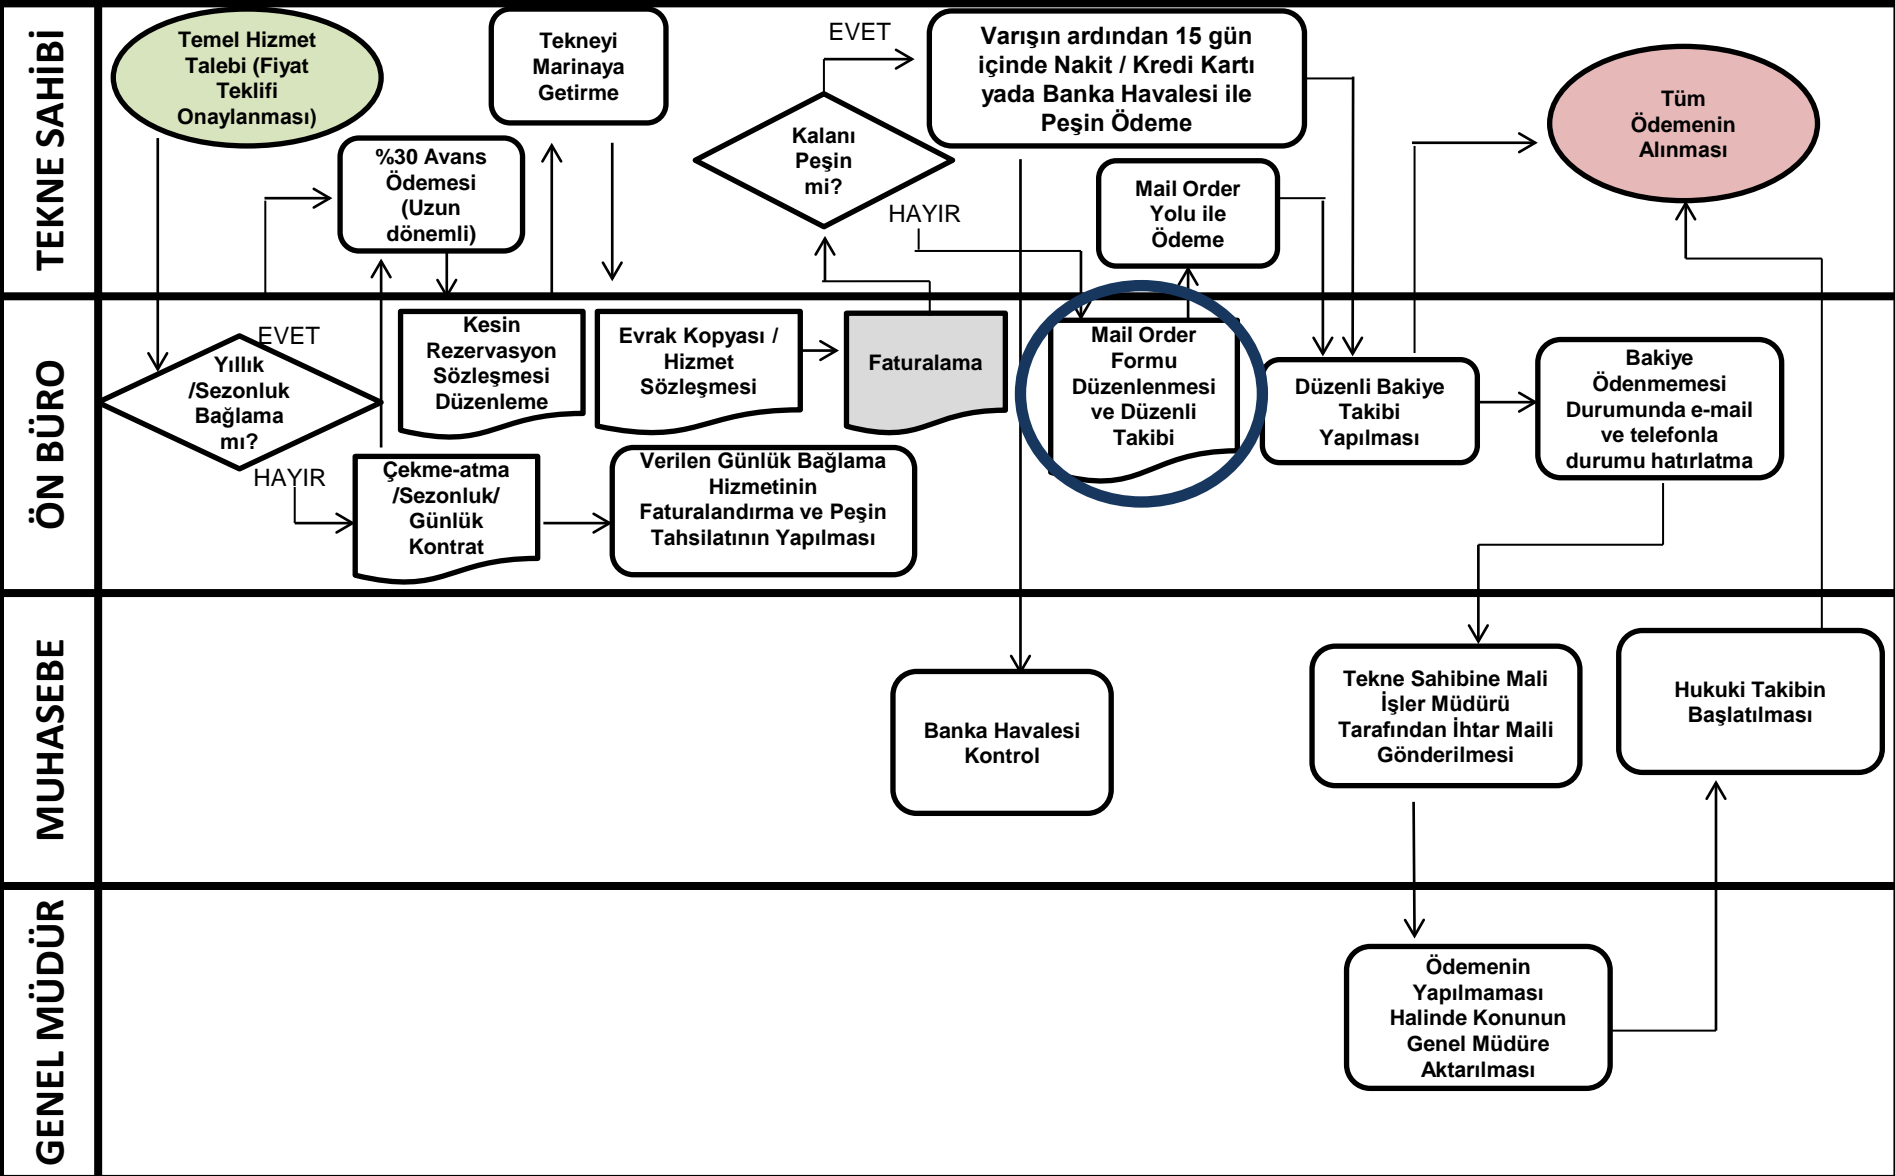 TEKNE SAHİBİ
Temel Hizmet
Talebi (Fiyat
Teklifi
Onaylanması)
%30 Avans
Ödemesi
(Uzun
dönemli)
Tekneyi
Marinaya
Getirme
EVET
Kalanı
Peşin
mi?
HAYIR
Varışın ardından 15 gün
içinde Nakit / Kredi Kartı
yada Banka Havalesi ile
Peşin Ödeme
Mail Order
Yolu ile
Ödeme
Tüm
Ödemenin
Alınması
ÖN BÜRO
EVET
Yıllık
/Sezonluk
Bağlama
mı?
HAYIR
Kesin
Rezervasyon
Sözleşmesi
Düzenleme
Evrak Kopyası /
Hizmet
Sözleşmesi
Faturalama
Çekme-atma
/Sezonluk/
Günlük
Kontrat
Verilen Günlük Bağlama
Hizmetinin
Faturalandırma ve Peşin
Tahsilatının Yapılması
Mail Order
Formu
Düzenlenmesi
ve Düzenli
Takibi
Düzenli Bakiye
Takibi
Yapılması
Bakiye
Ödenmemesi
Durumunda e-mail
ve telefonla
durumu hatırlatma
MUHASEBE
Banka Havalesi
Kontrol
Tekne Sahibine Mali
İşler Müdürü
Tarafından İhtar Maili
Gönderilmesi
Hukuki Takibin
Başlatılması
GENEL MÜDÜR
Ödemenin
Yapılmaması
Halinde Konunun
Genel Müdüre
Aktarılması